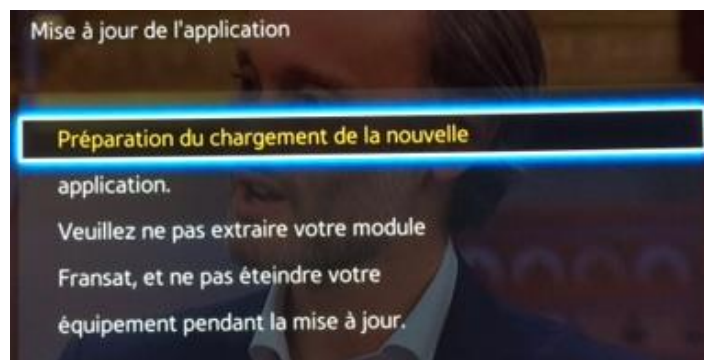 Mise à jour de l'application
Préparation du chargement de la nouvelle
application.
Veuillez ne pas extraire votre module
Fransat, et ne pas éteindre votre
équipement pendant la mise à jour.